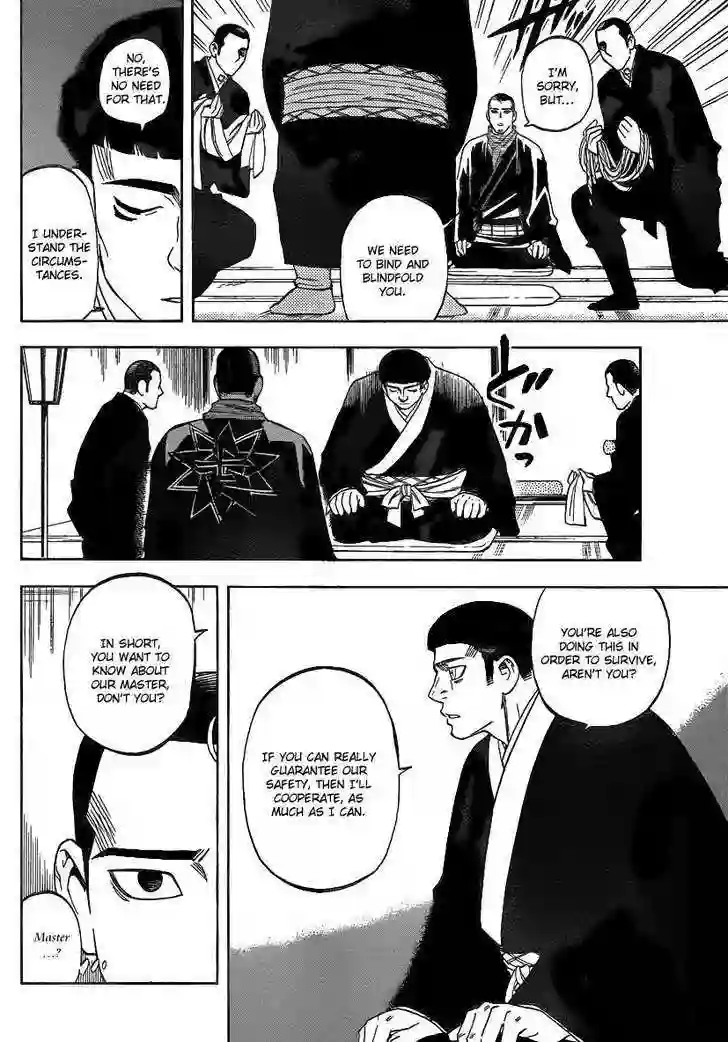 I'M
SORRY,
BUT...
WE NEED
TO BIND AND
BLINDFOLD
YOU.
NO,
THERE'S
NO NEED
FOR THAT.
I UNDER-
STAND THE
CIRCUMS-
TANCES.
ぐかっ
YOU'RE ALSO
DOING THIS IN
ORDER TO SURVIVE,
AREN'T YOU?
IF YOU CAN REALLY
GUARANTEE OUR
SAFETY, THEN I'LL
COOPERATE, AS
MUCH AS I CAN.
IN SHORT,
YOU WANT TO
KNOW ABOUT
OUR MASTER,
DON'T YOU?
Master
....?